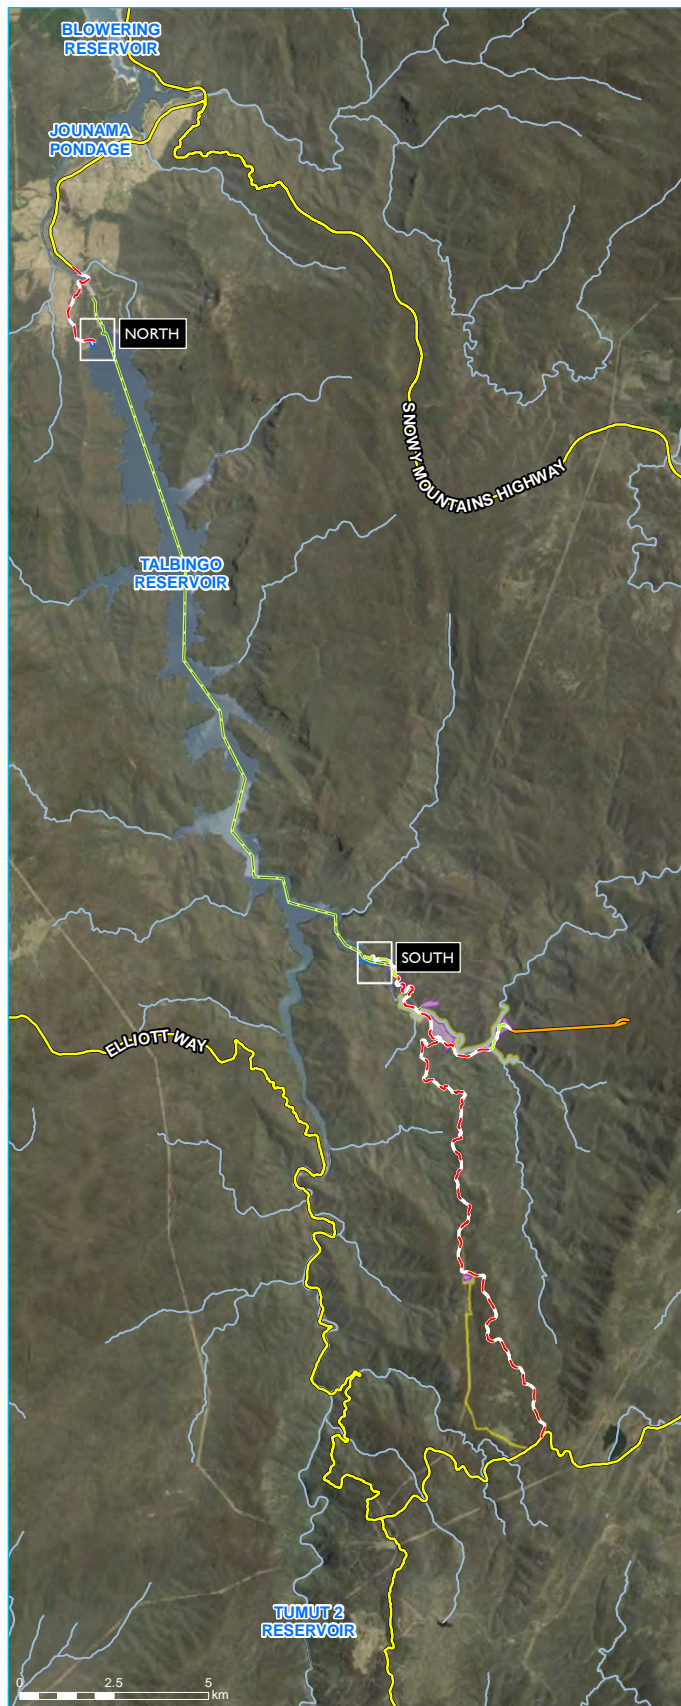 BLOWERING
RESERVOIR
JOUNAMA
PONDAGE
NORTH
SNOWY MOUNTAINS HIGHWAY
TALBINGO
RESERVOIR
SOUTH
ELLIOTT WAY
TUMUT 2
RESERVOIR
0 2.5 5
km